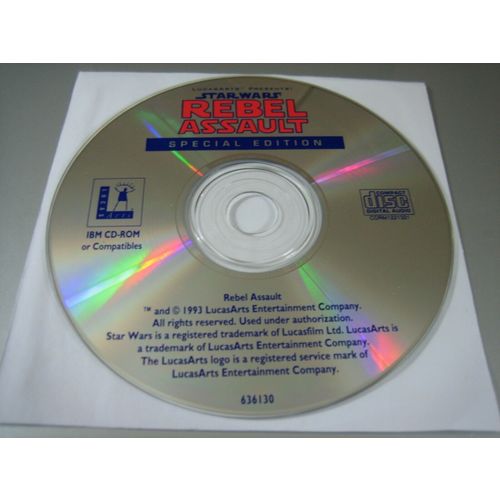 LUCASARTS PRESENTS:
STAR WARS
REBEL
ASSAULT
SPECIAL EDITION
LUCAS
Arts
IBM CD-ROM
or Compatibles
COMPACT
disc
DIGITAL AUDIO
Rebel Assault
™ and © 1993 LucasArts Entertainment Company.
All rights reserved. Used under authorization.
Star Wars is a registered trademark of Lucasfilm Ltd. LucasArts is
a trademark of LucasArts Entertainment Company.
The LucasArts logo is a registered service mark of
LucasArts Entertainment Company.
636130